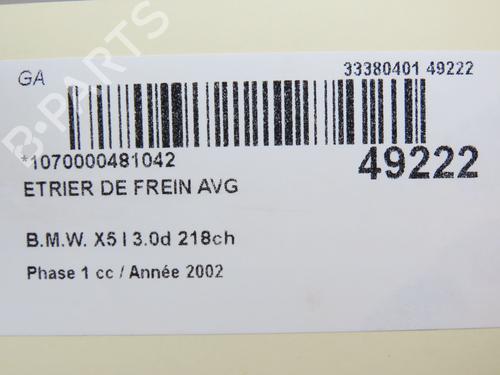 GA
33380401 49222
*1070000481042
49222
ETRIER DE FREIN AVG
B.M.W. X5 I 3.0d 218ch
Phase 1 cc / Année 2002
B-PARTS